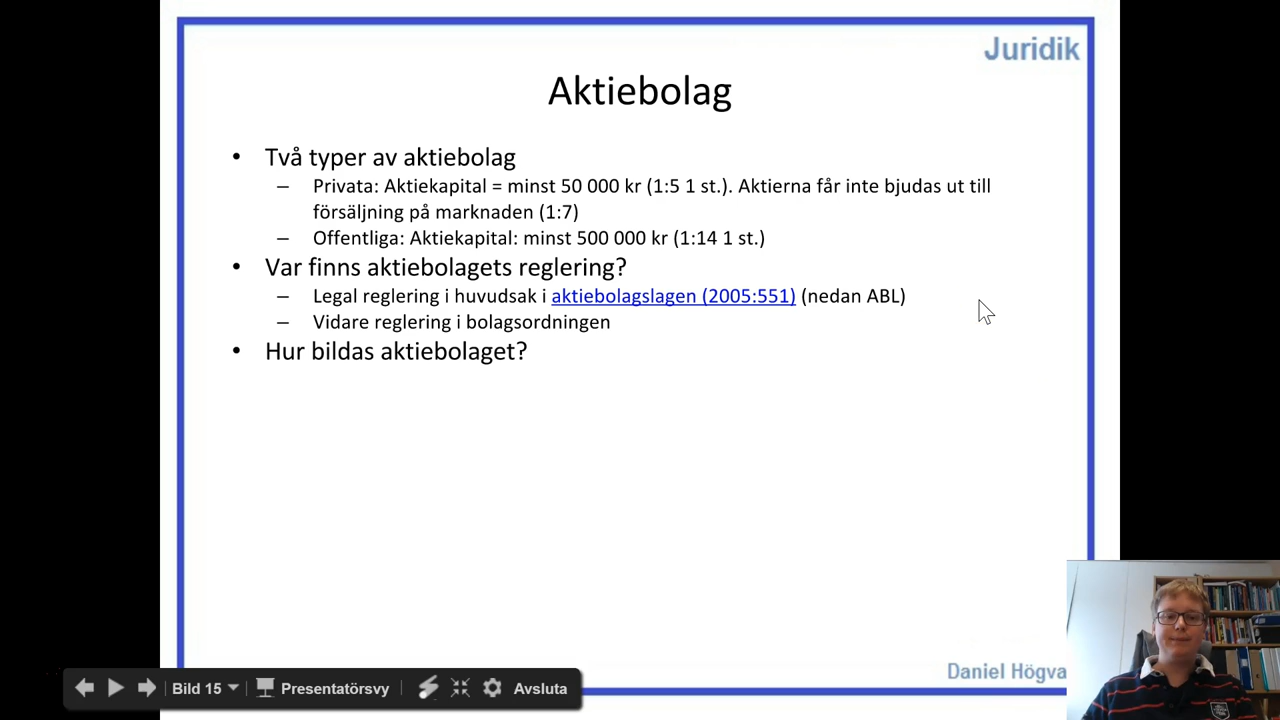 Juridik
Aktiebolag
• Två typer av aktiebolag
– Privata: Aktiekapital = minst 50 000 kr (1:5 1 st.). Aktierna får inte bjudas ut till
försäljning på marknaden (1:7)
– Offentliga: Aktiekapital: minst 500 000 kr (1:14 1 st.)
• Var finns aktiebolagets reglering?
– Legal reglering i huvudsak i aktiebolagslagen (2005:551) (nedan ABL)
– Vidare reglering i bolagsordningen
• Hur bildas aktiebolaget?
Daniel Högva
Bild 15 Presentatörsvy Avsluta